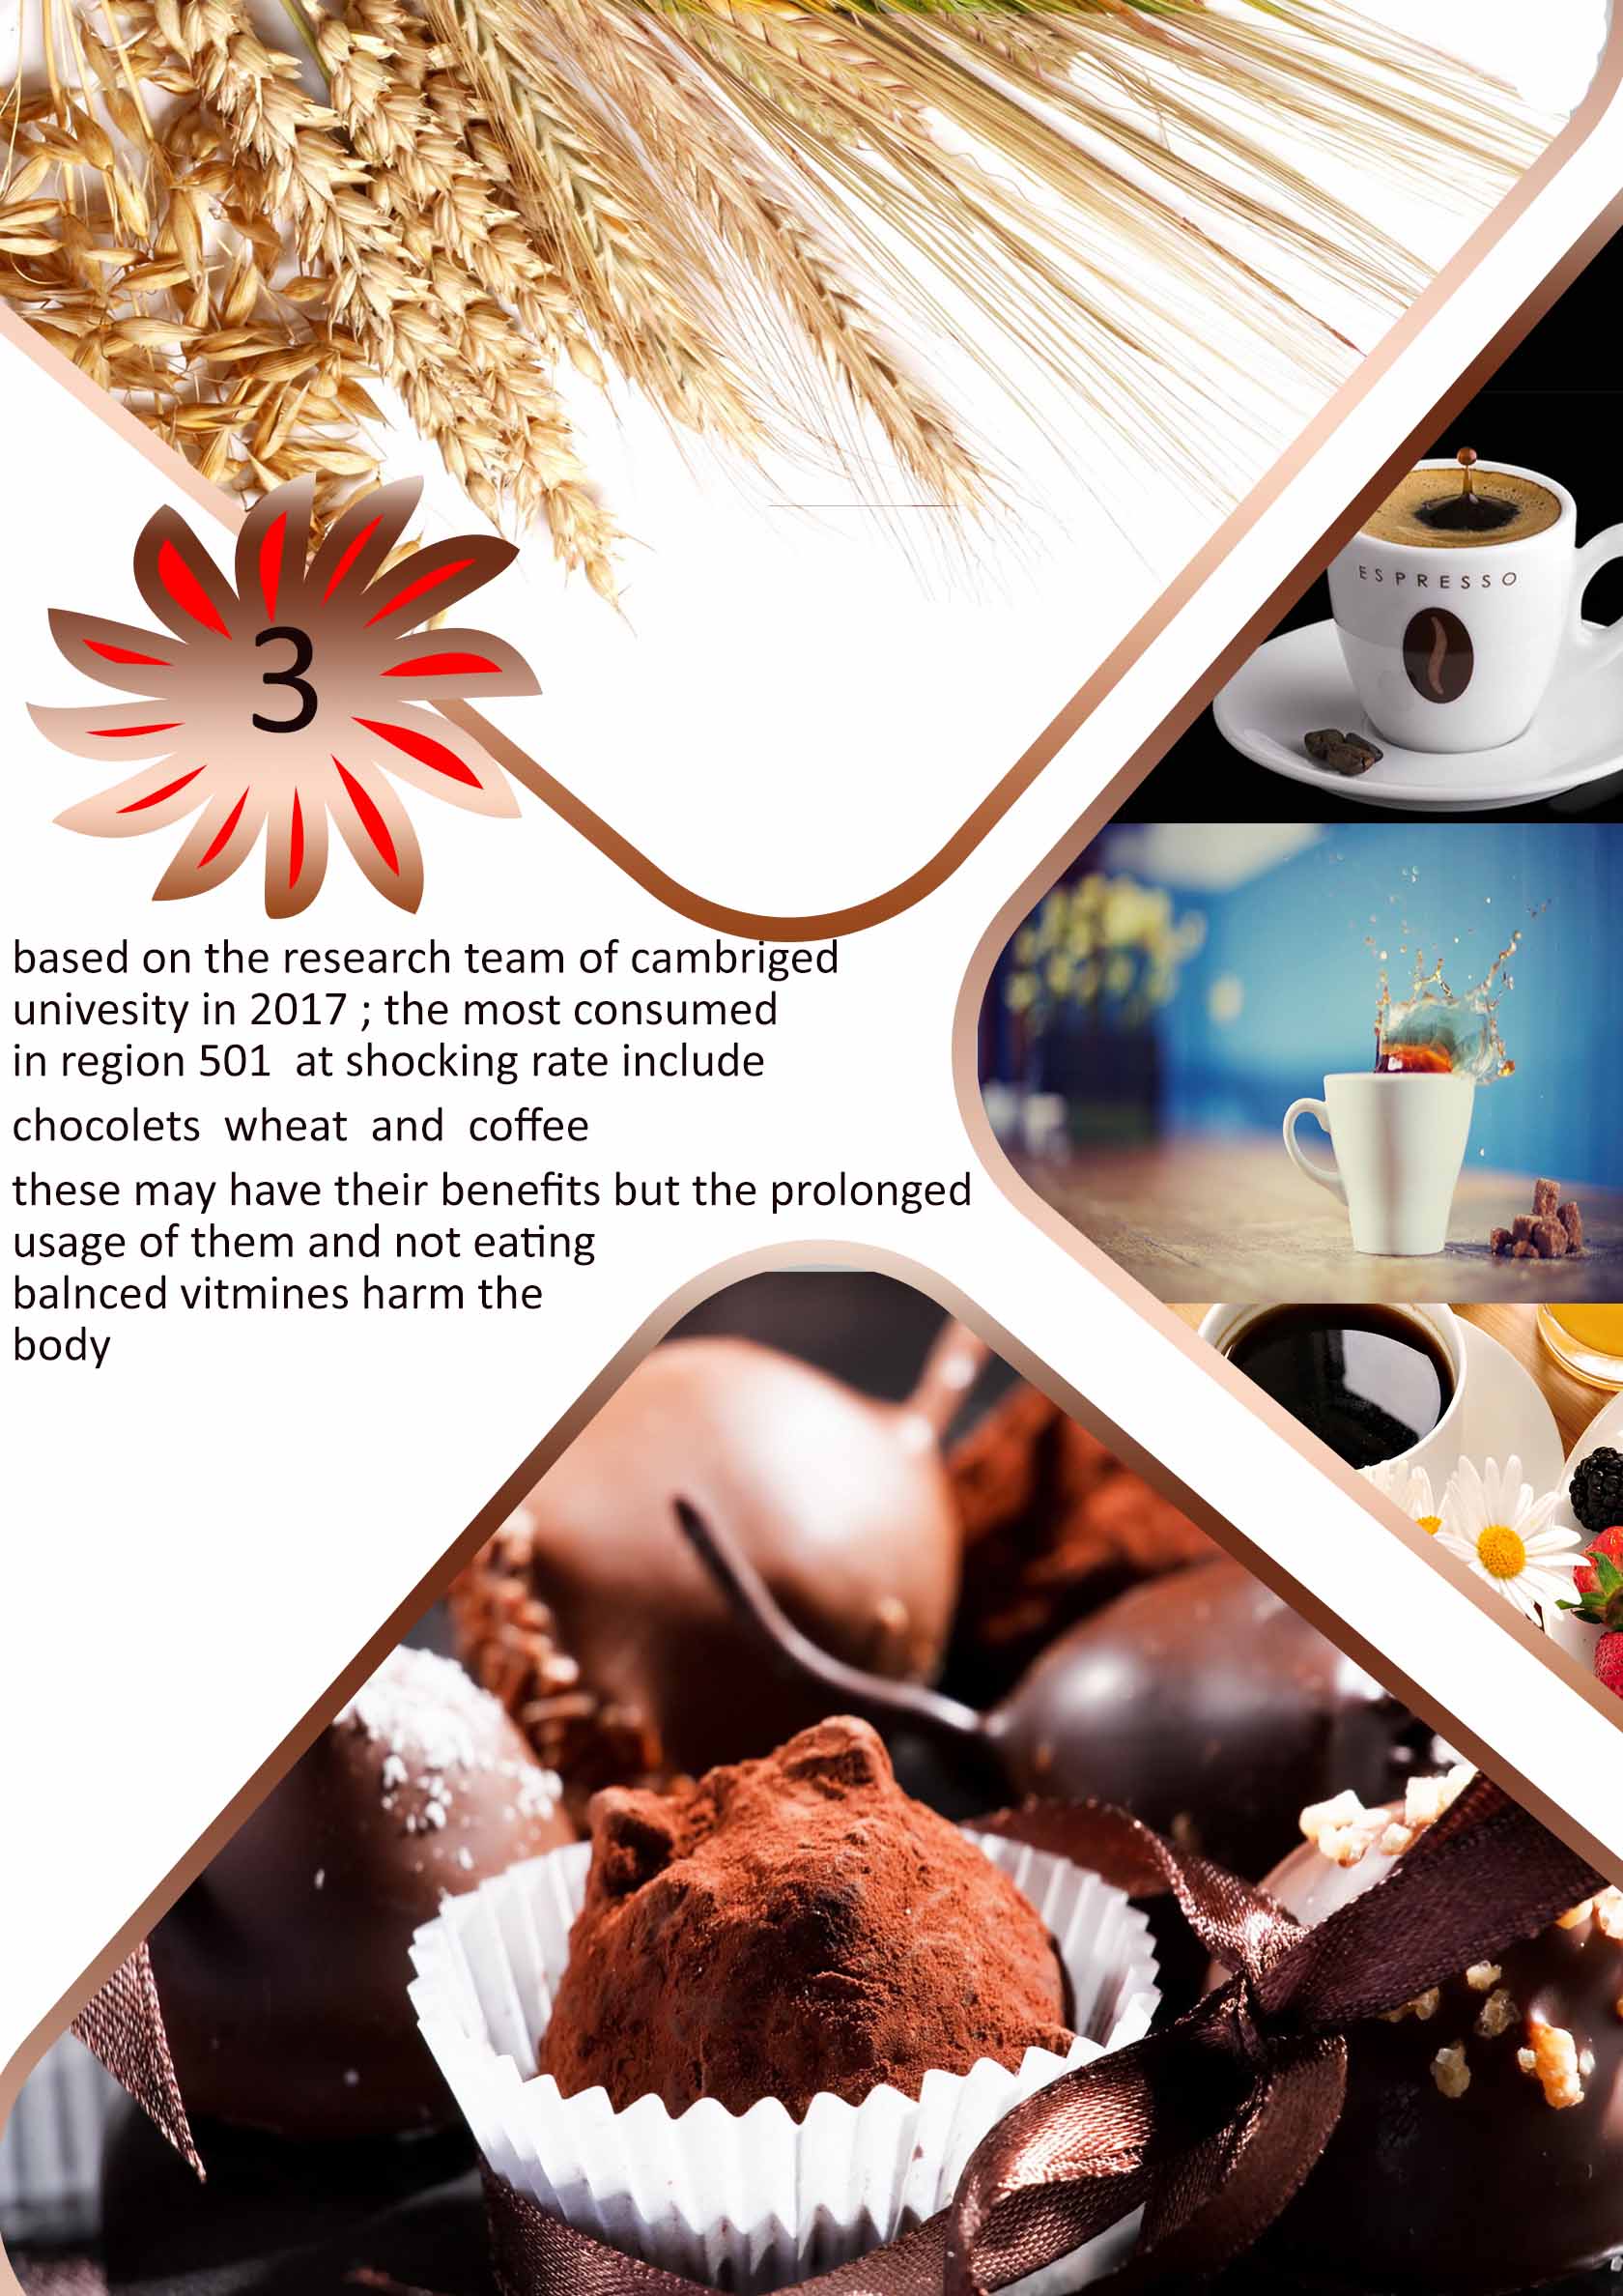 ESPRESSO
3
based on the research team of cambriged
univesity in 2017 ; the most consumed
in region 501 at shocking rate include
chocolets wheat and coffee
these may have their benefits but the prolonged
usage of them and not eating
balnced vitmines harm the
body